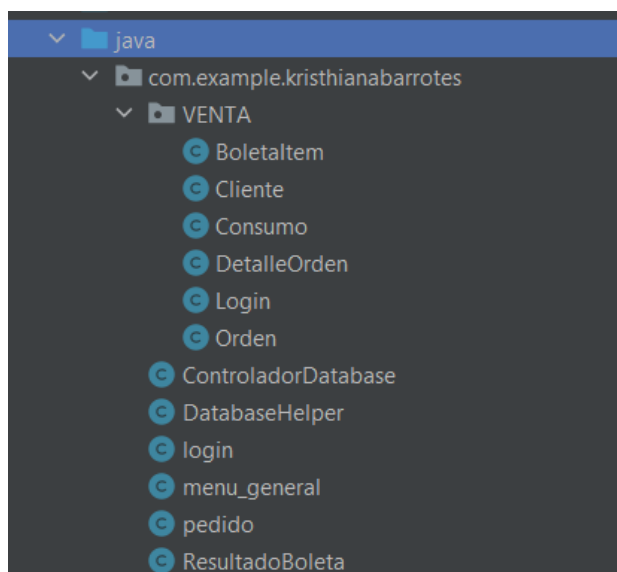 java
com.example.kristhianabarrotes
VENTA
C BoletaItem
C Cliente
C Consumo
C DetalleOrden
C Login
C Orden
C ControladorDatabase
C DatabaseHelper
C login
C menu_general
C pedido
C ResultadoBoleta